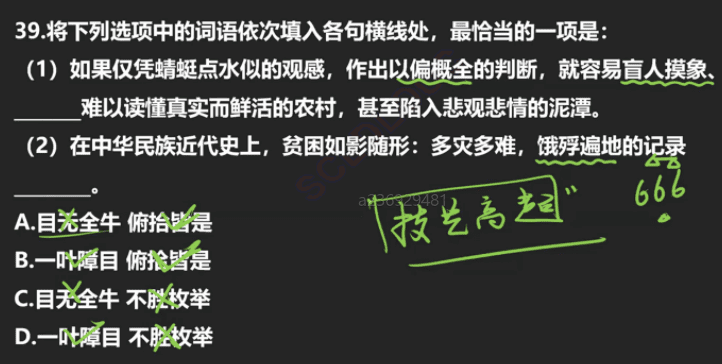 39.将下列选项中的词语依次填入各句横线处，最恰当的一项是：
（1）如果仅凭蜻蜓点水似的观感，作出以偏概全的判断，就容易盲人摸象、
______难以读懂真实而鲜活的农村，甚至陷入悲观悲情的泥潭。
（2）在中华民族近代史上，贫困如影随形：多灾多难，饿殍遍地的记录
_______。
a236929481
技艺高超"
666
A.目无全牛 俯拾皆是
B.一叶障目 俯拾皆是
C.目无全牛 不胜枚举
D.一叶障目 不胜枚举